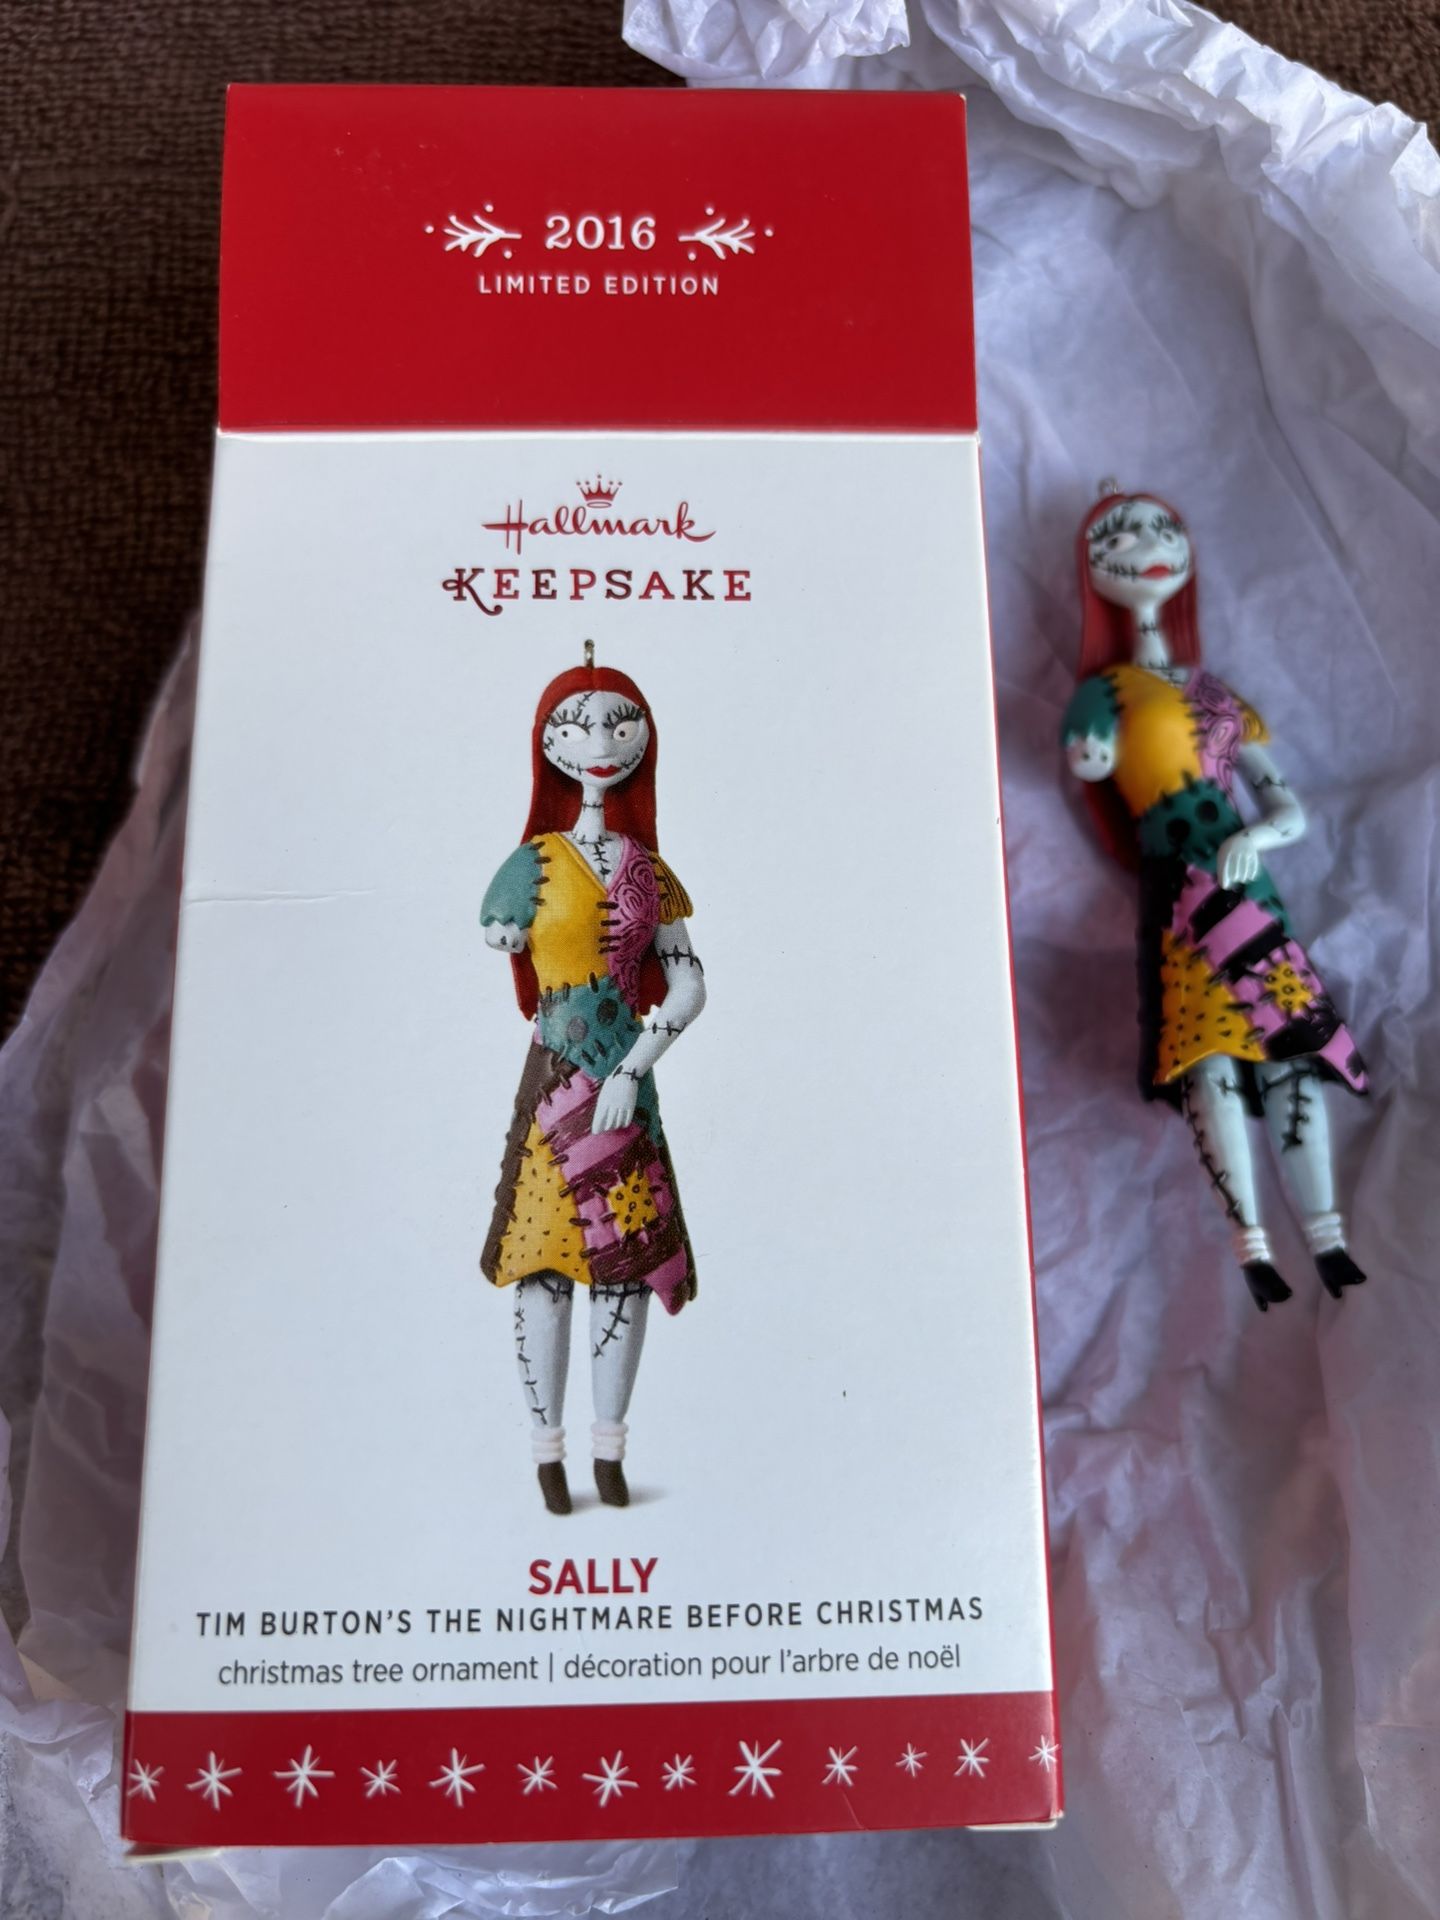 2016
LIMITED EDITION
Hallmark
KEEPSAKE
SALLY
TIM BURTON'S THE NIGHTMARE BEFORE CHRISTMAS
christmas tree ornament | décoration pour l'arbre de noël